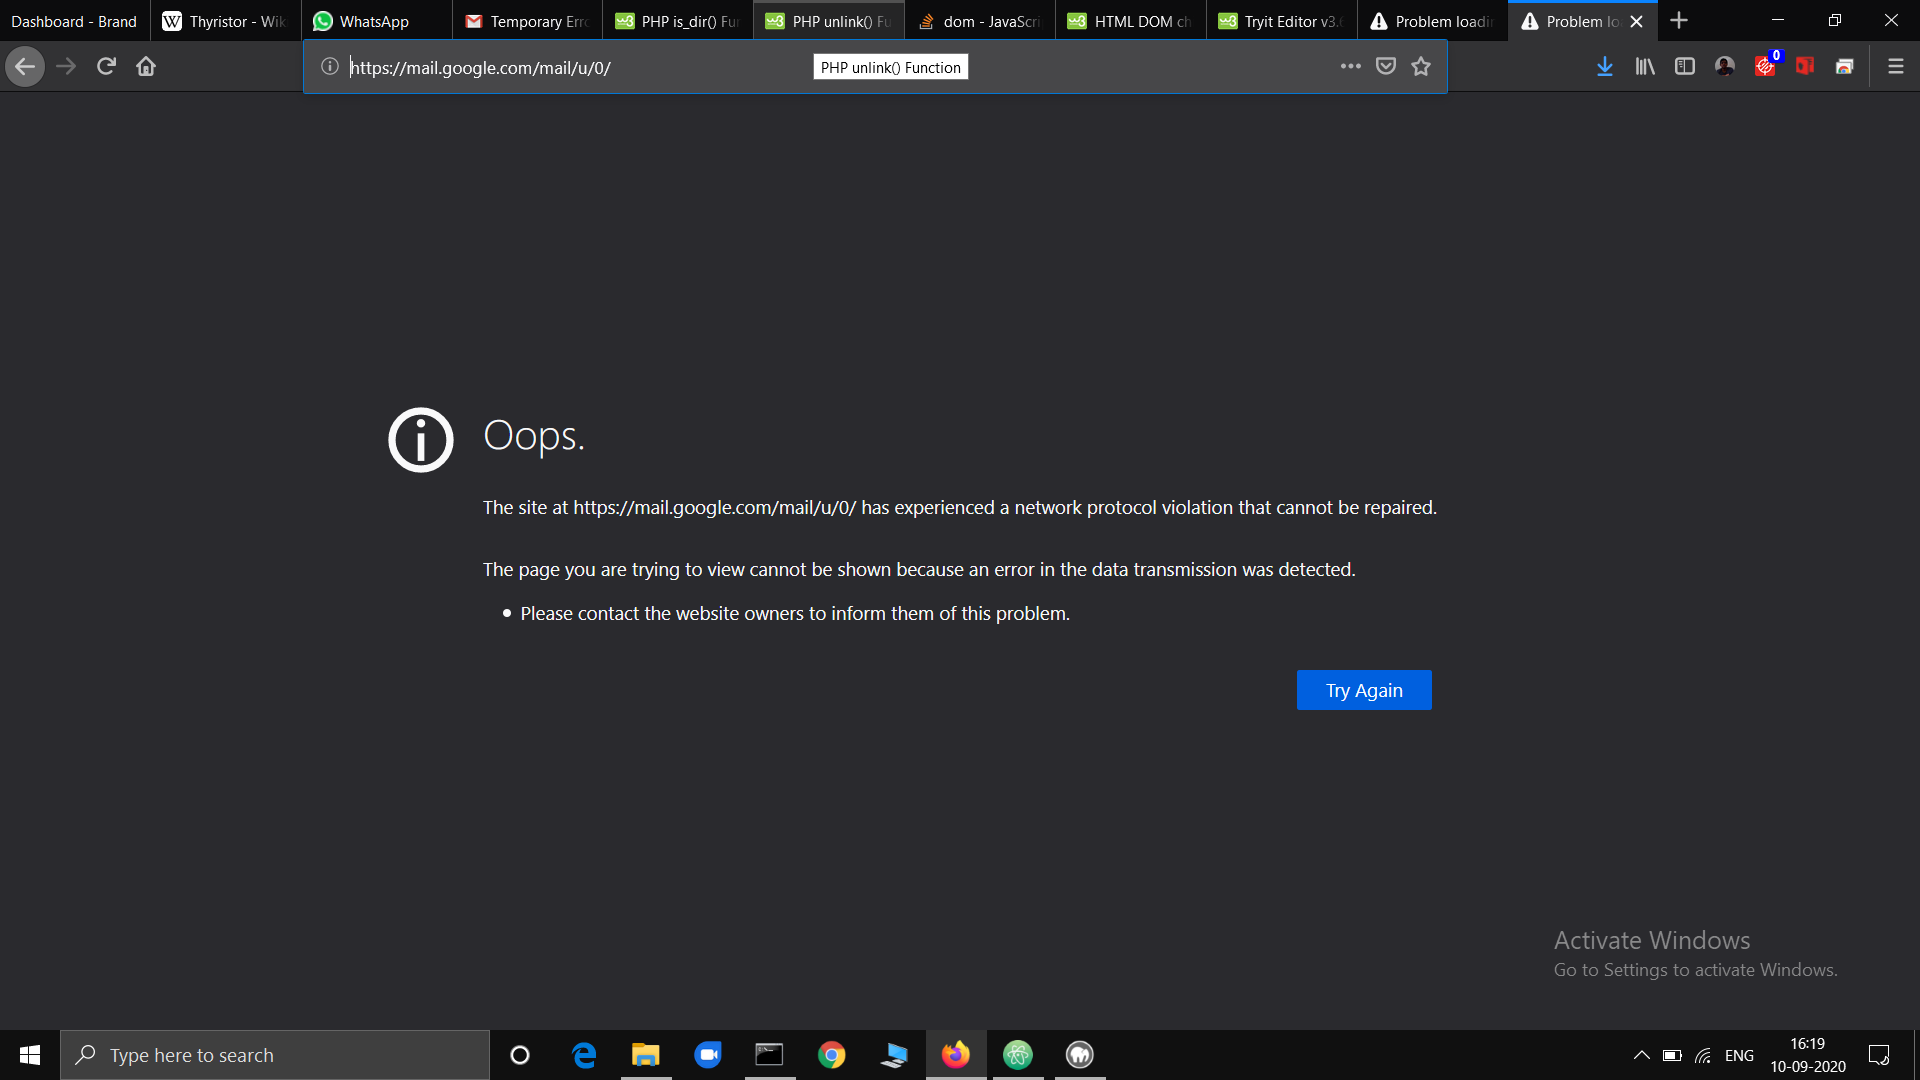 Dashboard - Brand
Thyristor - Wik
WhatsApp
Temporary Erro
PHP is_dir() Fun
PHP unlink() Fu
dom - JavaScri
HTML DOM ch
Tryit Editor v3.6
Problem loadin
Problem lo
https://mail.google.com/mail/u/0/
PHP unlink() Function
0
Oops.
The site at https://mail.google.com/mail/u/0/ has experienced a network protocol violation that cannot be repaired.
The page you are trying to view cannot be shown because an error in the data transmission was detected.
Please contact the website owners to inform them of this problem.
Try Again
Activate Windows
Go to Settings to activate Windows.
Type here to search
ENG
16:19
10-09-2020